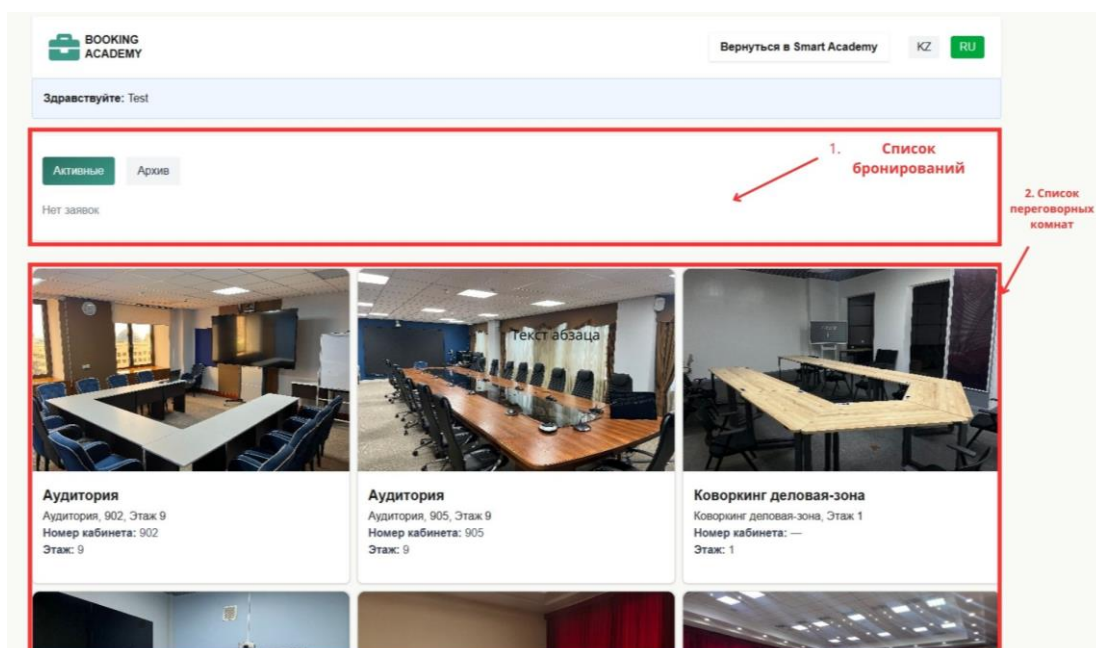 BOOKING
ACADEMY
Вернуться в Smart Academy
KZ
RU
Здравствуйте: Test
Активные
Архив
1. Список
бронирований
Нет заявок
2. Список
переговорных
комнат
Текст абзаца
Аудитория
Аудитория, 902, Этаж 9
Номер кабинета: 902
Этаж: 9
Аудитория
Аудитория, 905, Этаж 9
Номер кабинета: 905
Этаж: 9
Коворкинг деловая-зона
Коворкинг деловая-зона, Этаж 1
Номер кабинета: —
Этаж: 1